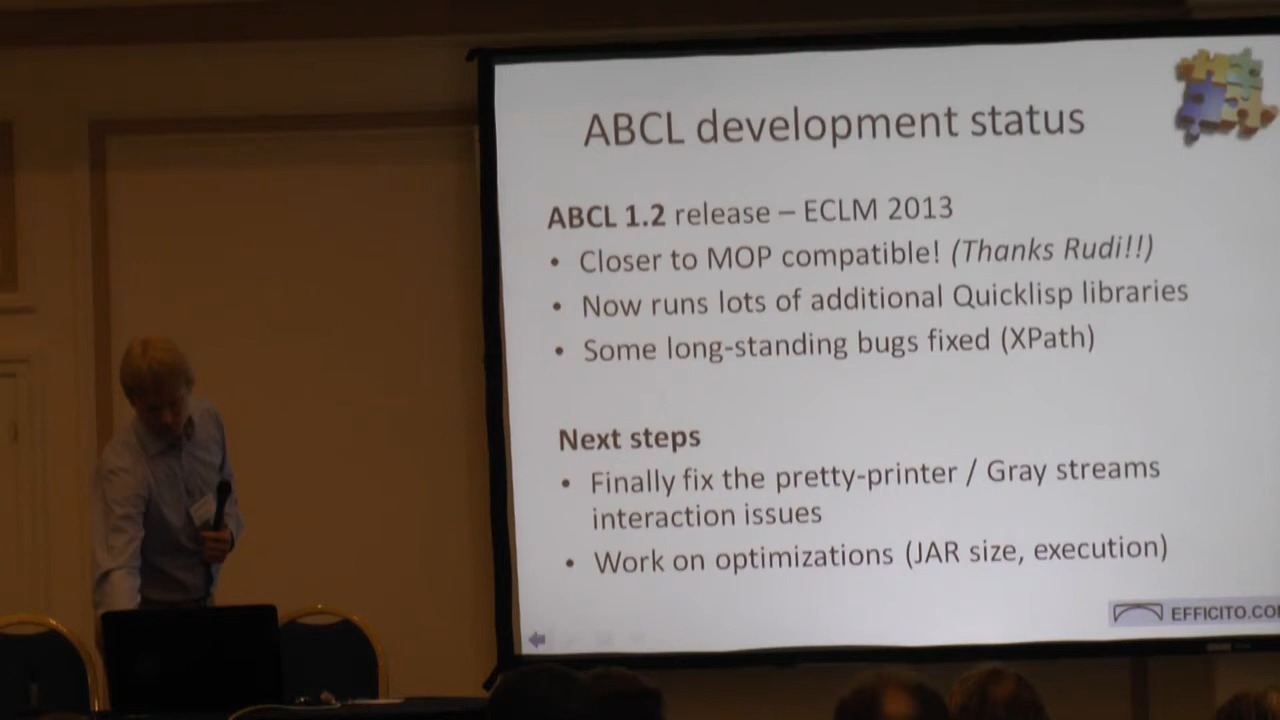 ABCL development status
ABCL 1.2 release – ECLM 2013
• Closer to MOP compatible! (Thanks Rudi!!)
• Now runs lots of additional Quicklisp libraries
• Some long-standing bugs fixed (XPath)
Next steps
• Finally fix the pretty-printer / Gray streams
interaction issues
• Work on optimizations (JAR size, execution)
EFFICITO.CO